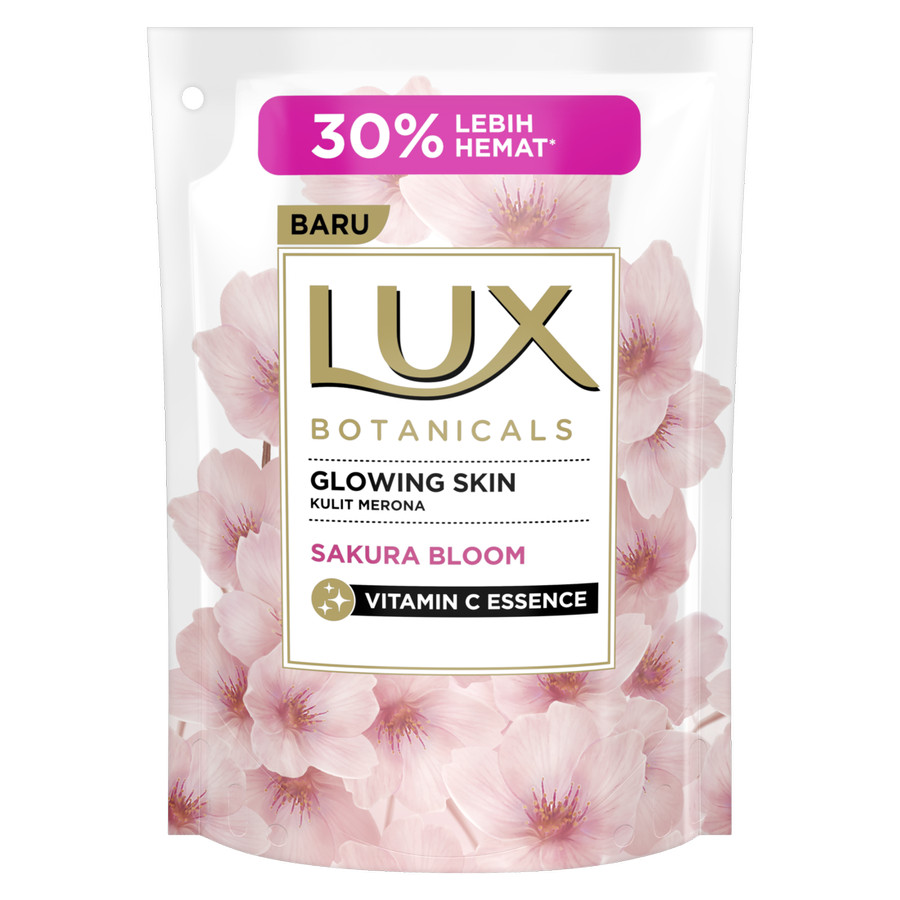 30% LEBIH
HEMAT*
BARU
LUX
BOTANICALS
GLOWING SKIN
KULIT MERONA
SAKURA BLOOM
VITAMIN C ESSENCE